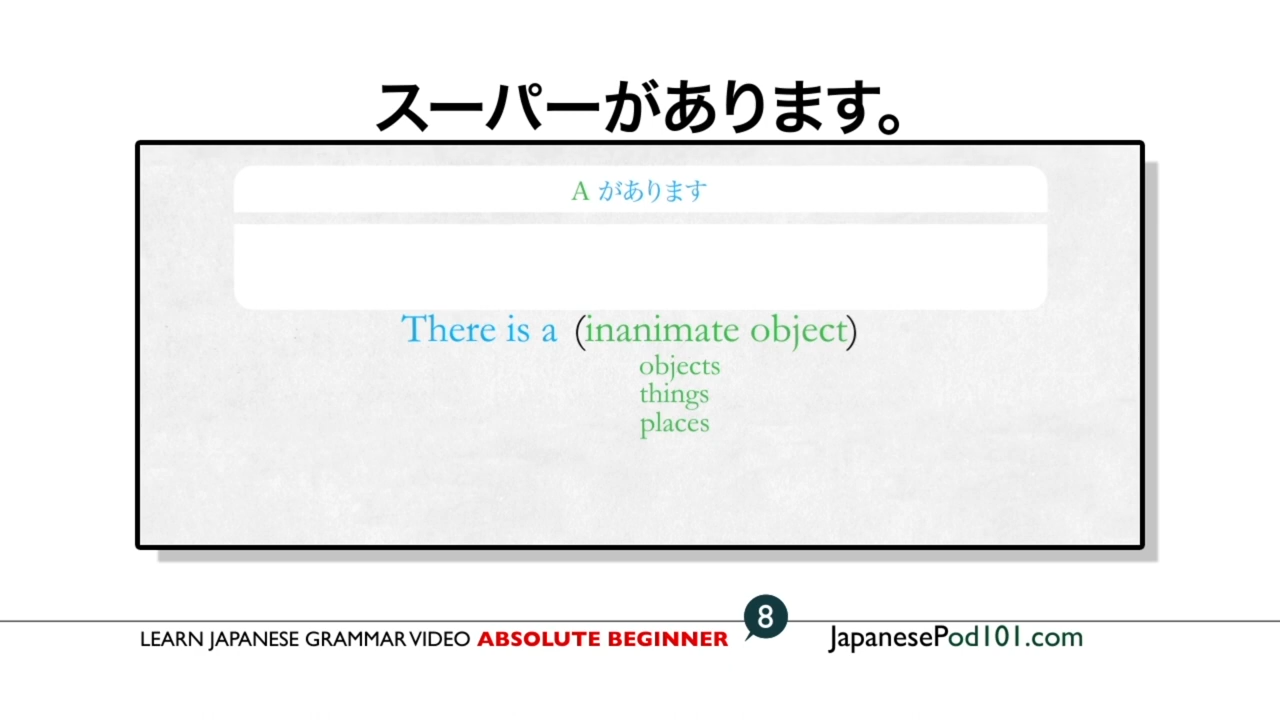 スーパーがあります。
A があります
There is a (inanimate object)
objects
things
places
8
LEARN JAPANESE GRAMMAR VIDEO ABSOLUTE BEGINNER
JapanesePod101.com